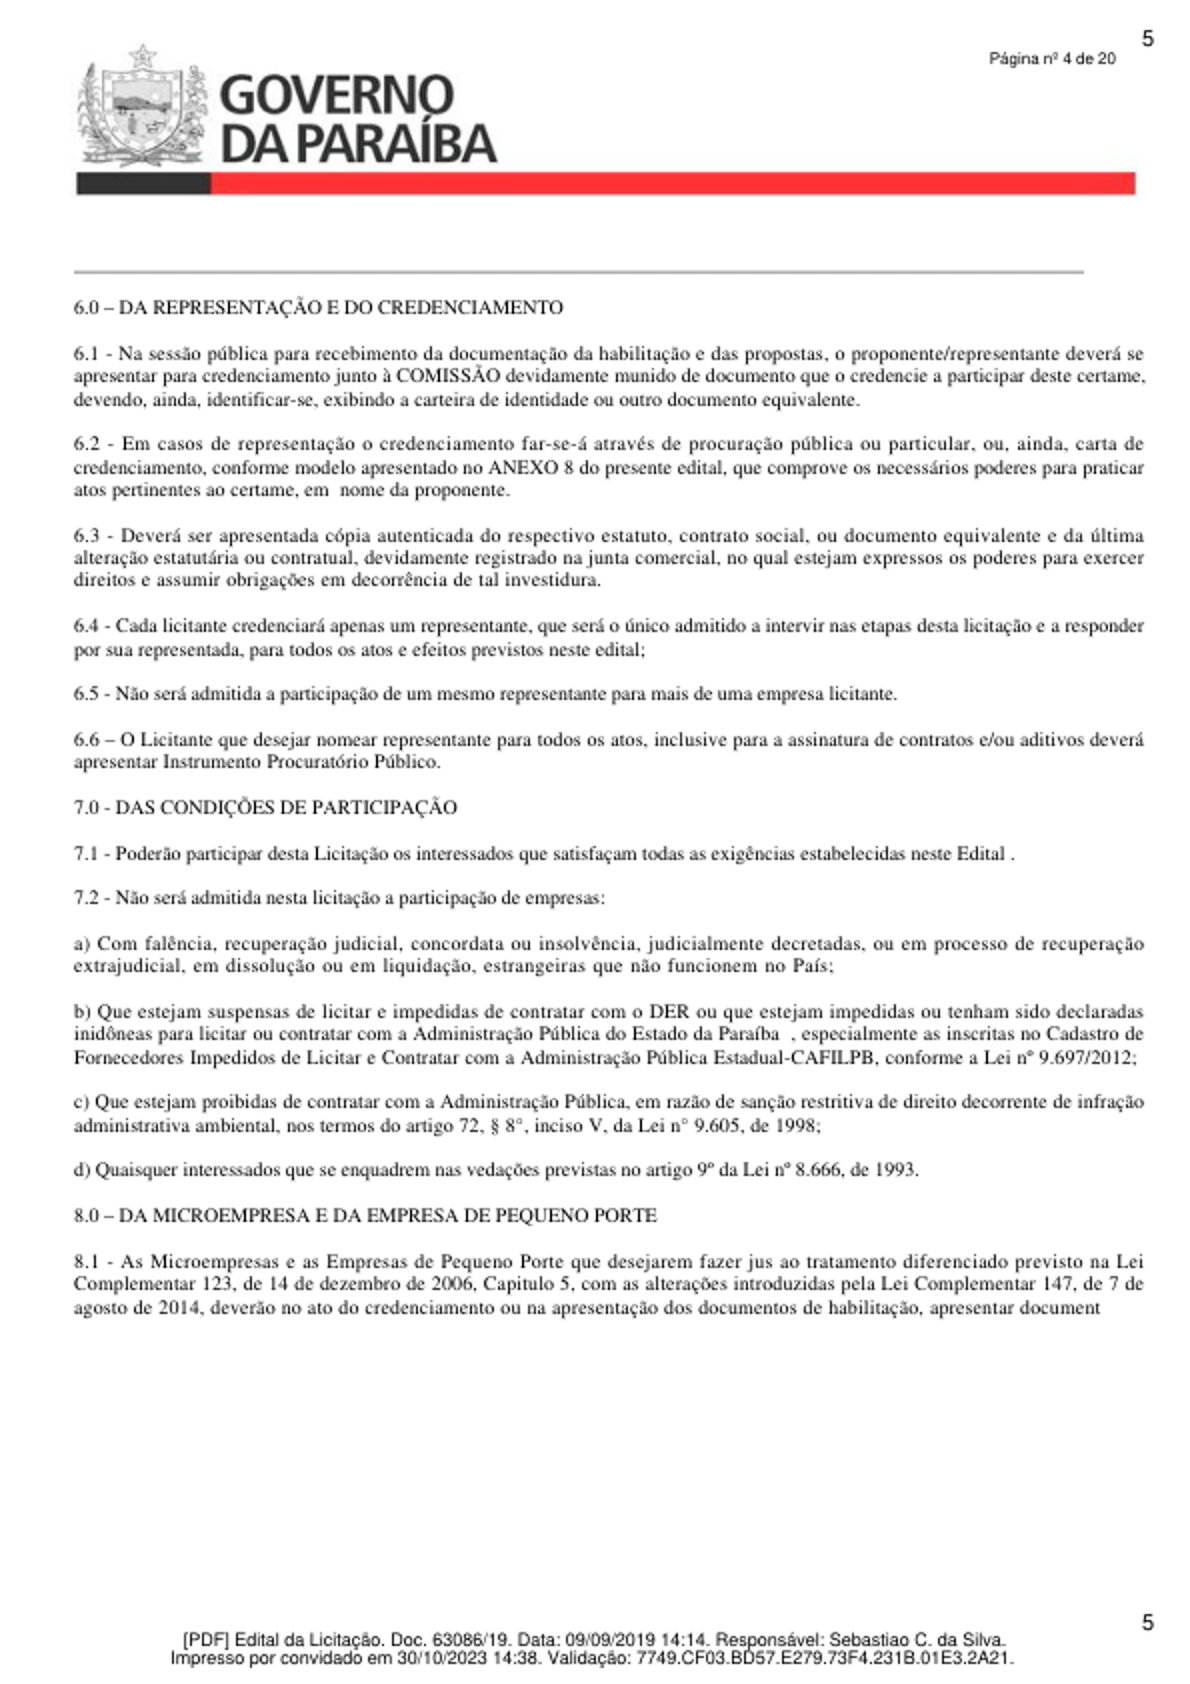 5
Página nº 4 de 20
GOVERNO
DA PARAÍBA
6.0 – DA REPRESENTAÇÃO E DO CREDENCIAMENTO
6.1 - Na sessão pública para recebimento da documentação da habilitação e das propostas, o proponente/representante deverá se
apresentar para credenciamento junto à COMISSÃO devidamente munido de documento que o credencie a participar deste certame,
devendo, ainda, identificar-se, exibindo a carteira de identidade ou outro documento equivalente.
6.2 - Em casos de representação o credenciamento far-se-á através de procuração pública ou particular, ou, ainda, carta de
credenciamento, conforme modelo apresentado no ANEXO 8 do presente edital, que comprove os necessários poderes para praticar
atos pertinentes ao certame, em  nome da proponente.
6.3 - Deverá ser apresentada cópia autenticada do respectivo estatuto, contrato social, ou documento equivalente e da última
alteração estatutária ou contratual, devidamente registrado na junta comercial, no qual estejam expressos os poderes para exercer
direitos e assumir obrigações em decorrência de tal investidura.
6.4 - Cada licitante credenciará apenas um representante, que será o único admitido a intervir nas etapas desta licitação e a responder
por sua representada, para todos os atos e efeitos previstos neste edital;
6.5 - Não será admitida a participação de um mesmo representante para mais de uma empresa licitante.
6.6 – O Licitante que desejar nomear representante para todos os atos, inclusive para a assinatura de contratos e/ou aditivos deverá
apresentar Instrumento Procuratório Público.
7.0 - DAS CONDIÇÕES DE PARTICIPAÇÃO
7.1 - Poderão participar desta Licitação os interessados que satisfaçam todas as exigências estabelecidas neste Edital .
7.2 - Não será admitida nesta licitação a participação de empresas:
a) Com falência, recuperação judicial, concordata ou insolvência, judicialmente decretadas, ou em processo de recuperação
extrajudicial, em dissolução ou em liquidação, estrangeiras que não funcionem no País;
b) Que estejam suspensas de licitar e impedidas de contratar com o DER ou que estejam impedidas ou tenham sido declaradas
inidôneas para licitar ou contratar com a Administração Pública do Estado da Paraíba  , especialmente as inscritas no Cadastro de
Fornecedores Impedidos de Licitar e Contratar com a Administração Pública Estadual-CAFILPB, conforme a Lei nº 9.697/2012;
c) Que estejam proibidas de contratar com a Administração Pública, em razão de sanção restritiva de direito decorrente de infração
administrativa ambiental, nos termos do artigo 72, § 8°, inciso V, da Lei n° 9.605, de 1998;
d) Quaisquer interessados que se enquadrem nas vedações previstas no artigo 9º da Lei nº 8.666, de 1993.
8.0 – DA MICROEMPRESA E DA EMPRESA DE PEQUENO PORTE
8.1 - As Microempresas e as Empresas de Pequeno Porte que desejarem fazer jus ao tratamento diferenciado previsto na Lei
Complementar 123, de 14 de dezembro de 2006, Capitulo 5, com as alterações introduzidas pela Lei Complementar 147, de 7 de
agosto de 2014, deverão no ato do credenciamento ou na apresentação dos documentos de habilitação, apresentar document
5
[PDF] Edital da Licitação. Doc. 63086/19. Data: 09/09/2019 14:14. Responsável: Sebastiao C. da Silva.
Impresso por convidado em 30/10/2023 14:38. Validação: 7749.CF03.BD57.E279.73F4.231B.01E3.2A21.